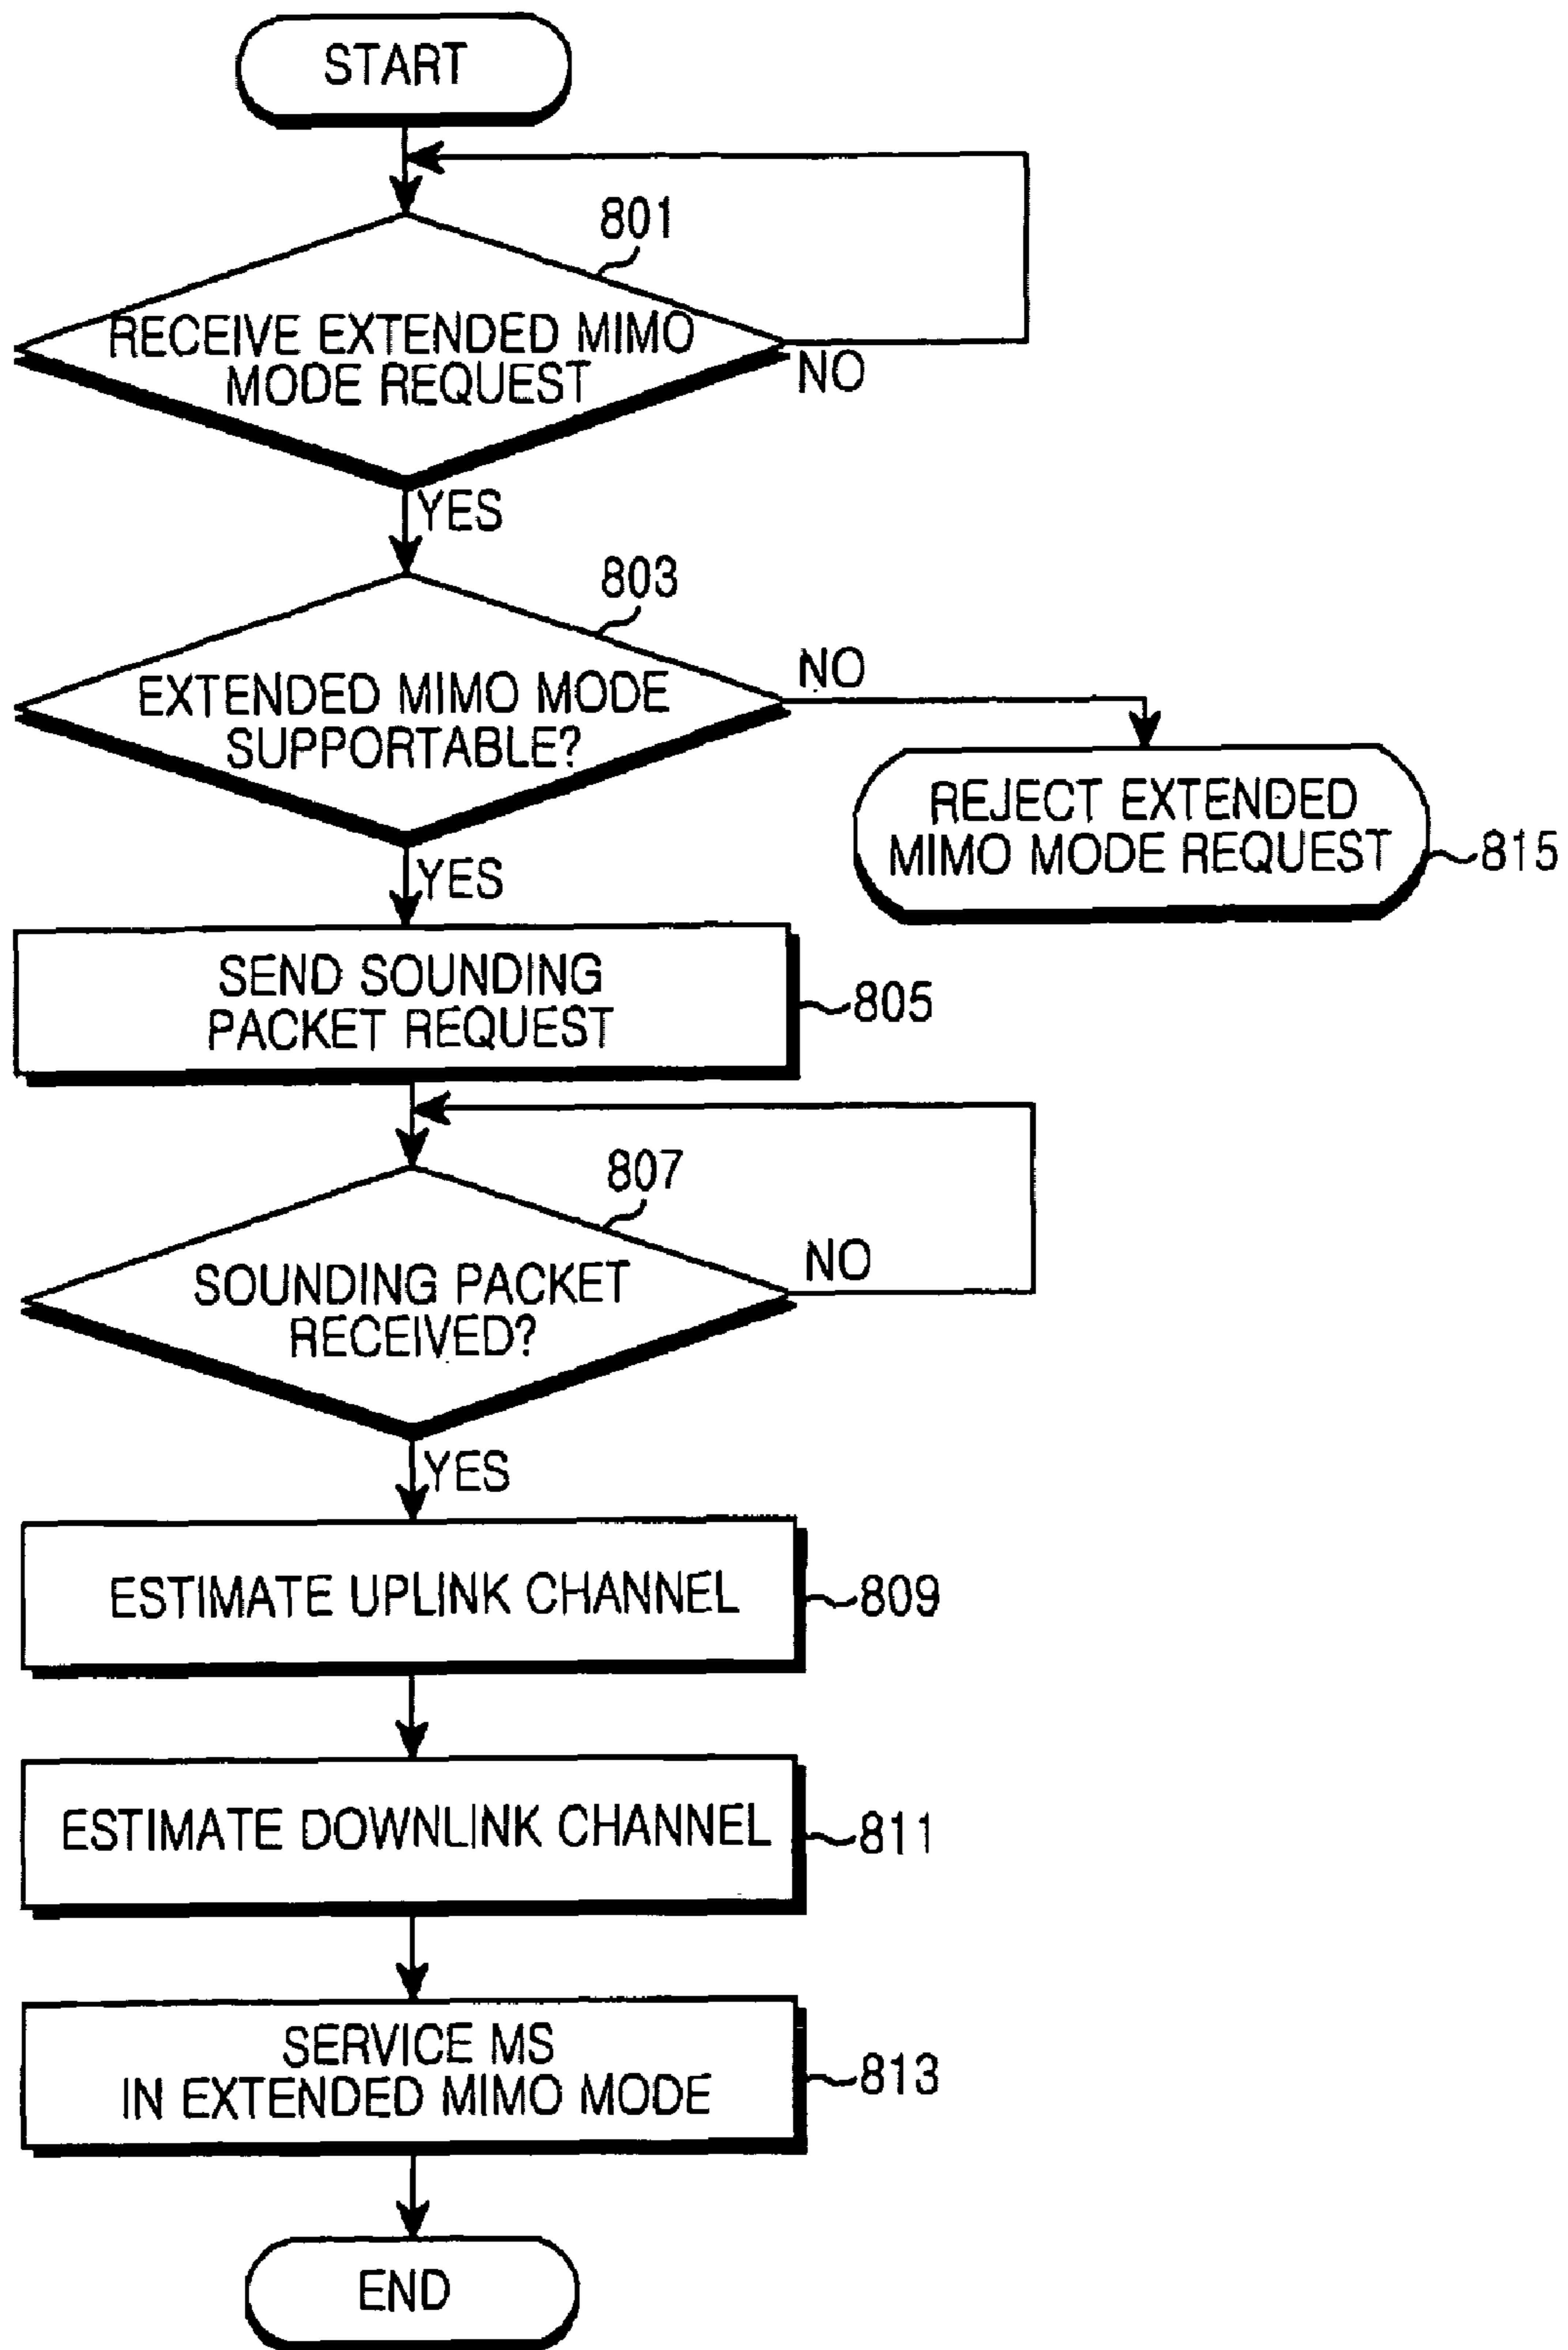 START
801
RECEIVE EXTENDED MIMO
MODE REQUEST
NO
YES
803
EXTENDED MIMO MODE
SUPPORTABLE?
NO
REJECT EXTENDED
MIMO MODE REQUEST
815
YES
SEND SOUNDING
PACKET REQUEST
805
807
SOUNDING PACKET
RECEIVED?
NO
YES
ESTIMATE UPLINK CHANNEL
809
ESTIMATE DOWNLINK CHANNEL
811
SERVICE MS
IN EXTENDED MIMO MODE
813
END